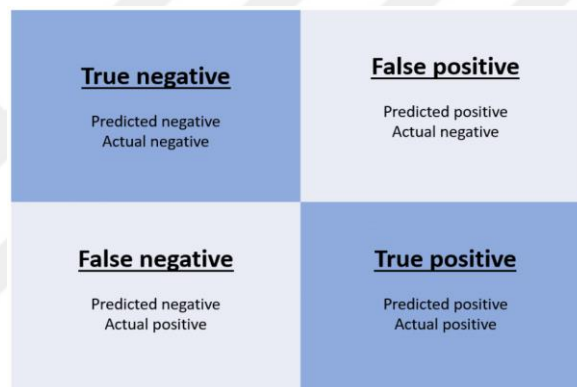 True negative
Predicted negative
Actual negative
False positive
Predicted positive
Actual negative
False negative
Predicted negative
Actual positive
True positive
Predicted positive
Actual positive